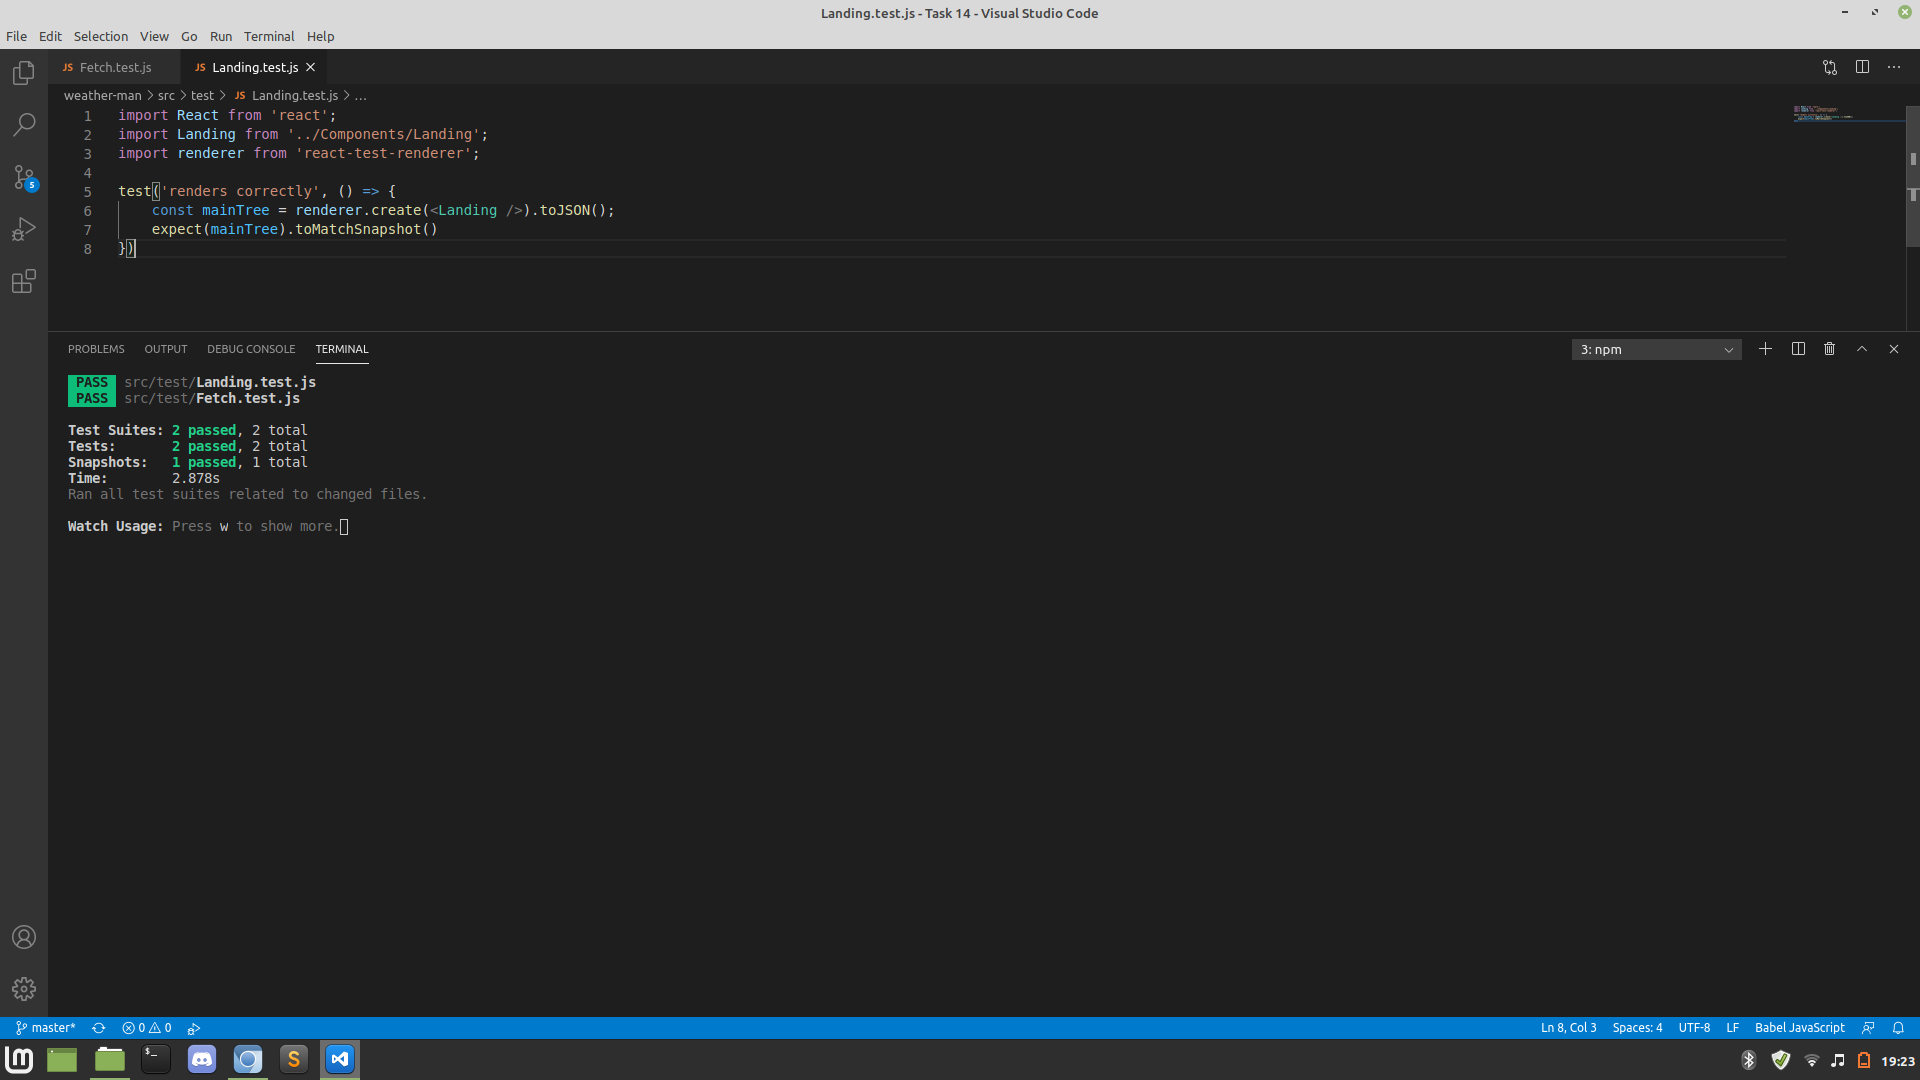 Landing.test.js - Task 14 - Visual Studio Code
File Edit Selection View Go Run Terminal Help
JS Fetch.test.js JS Landing.test.js
weather-man > src > test > JS Landing.test.js > ...
1 import React from 'react';
2 import Landing from '../Components/Landing';
3 import renderer from 'react-test-renderer';
4
5 test('renders correctly', () => {
6 const mainTree = renderer.create(<Landing />).toJSON();
7 expect(mainTree).toMatchSnapshot()
8 })
5
PROBLEMS OUTPUT DEBUG CONSOLE TERMINAL 3: npm
PASS src/test/Landing.test.js
PASS src/test/Fetch.test.js
Test Suites: 2 passed, 2 total
Tests: 2 passed, 2 total
Snapshots: 1 passed, 1 total
Time: 2.878s
Ran all test suites related to changed files.
Watch Usage: Press w to show more.
master* 0 0 Ln 8, Col 3 Spaces: 4 UTF-8 LF Babel JavaScript
19:23